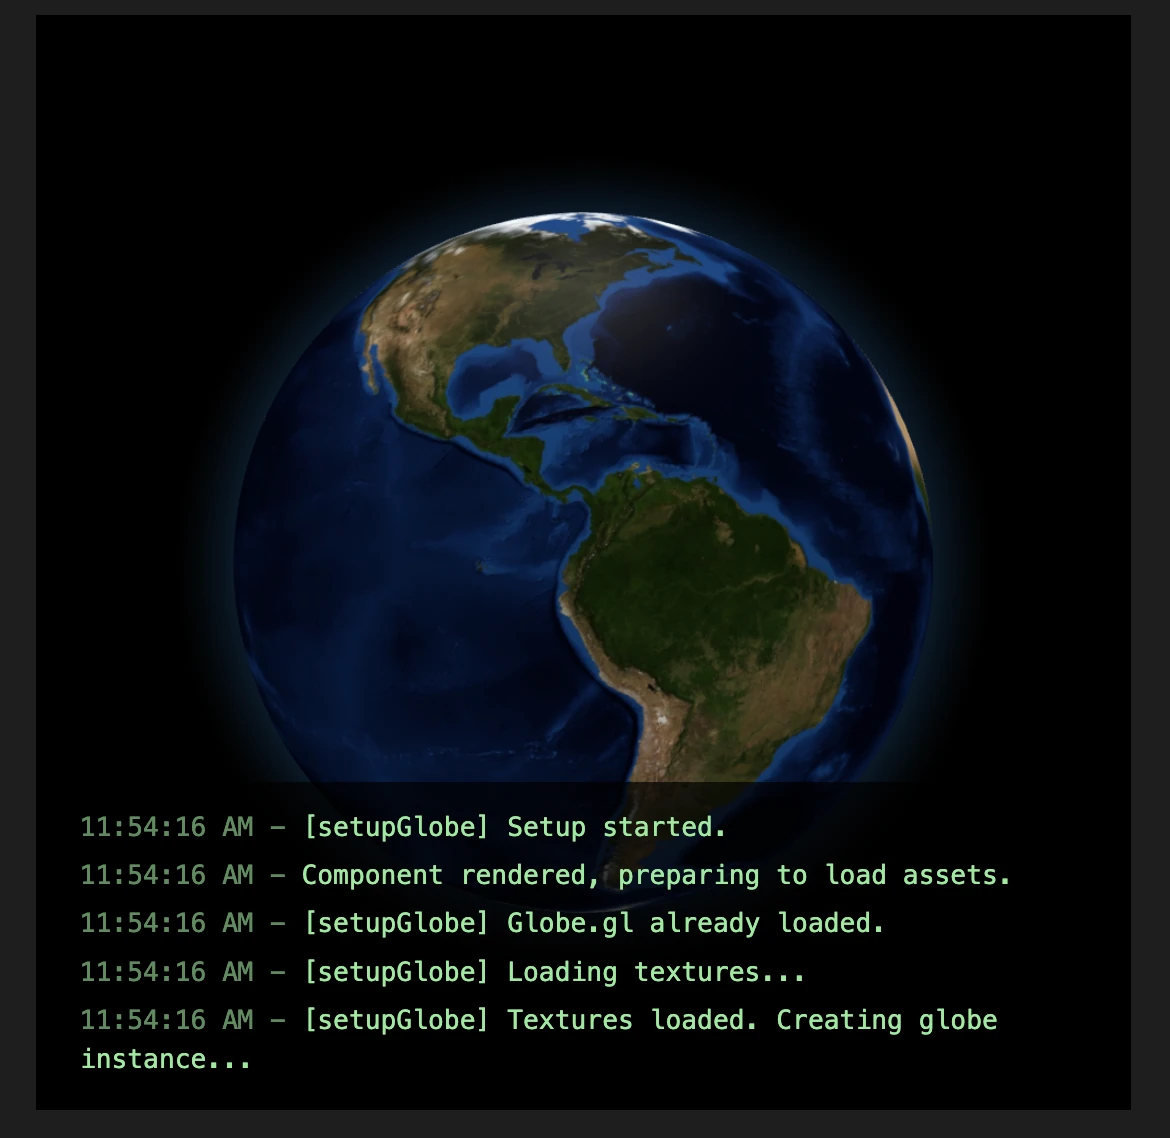 11:54:16 AM – [setupGlobe] Setup started.
11:54:16 AM – Component rendered, preparing to load assets.
11:54:16 AM – [setupGlobe] Globe.gl already loaded.
11:54:16 AM – [setupGlobe] Loading textures...
11:54:16 AM – [setupGlobe] Textures loaded. Creating globe
instance...